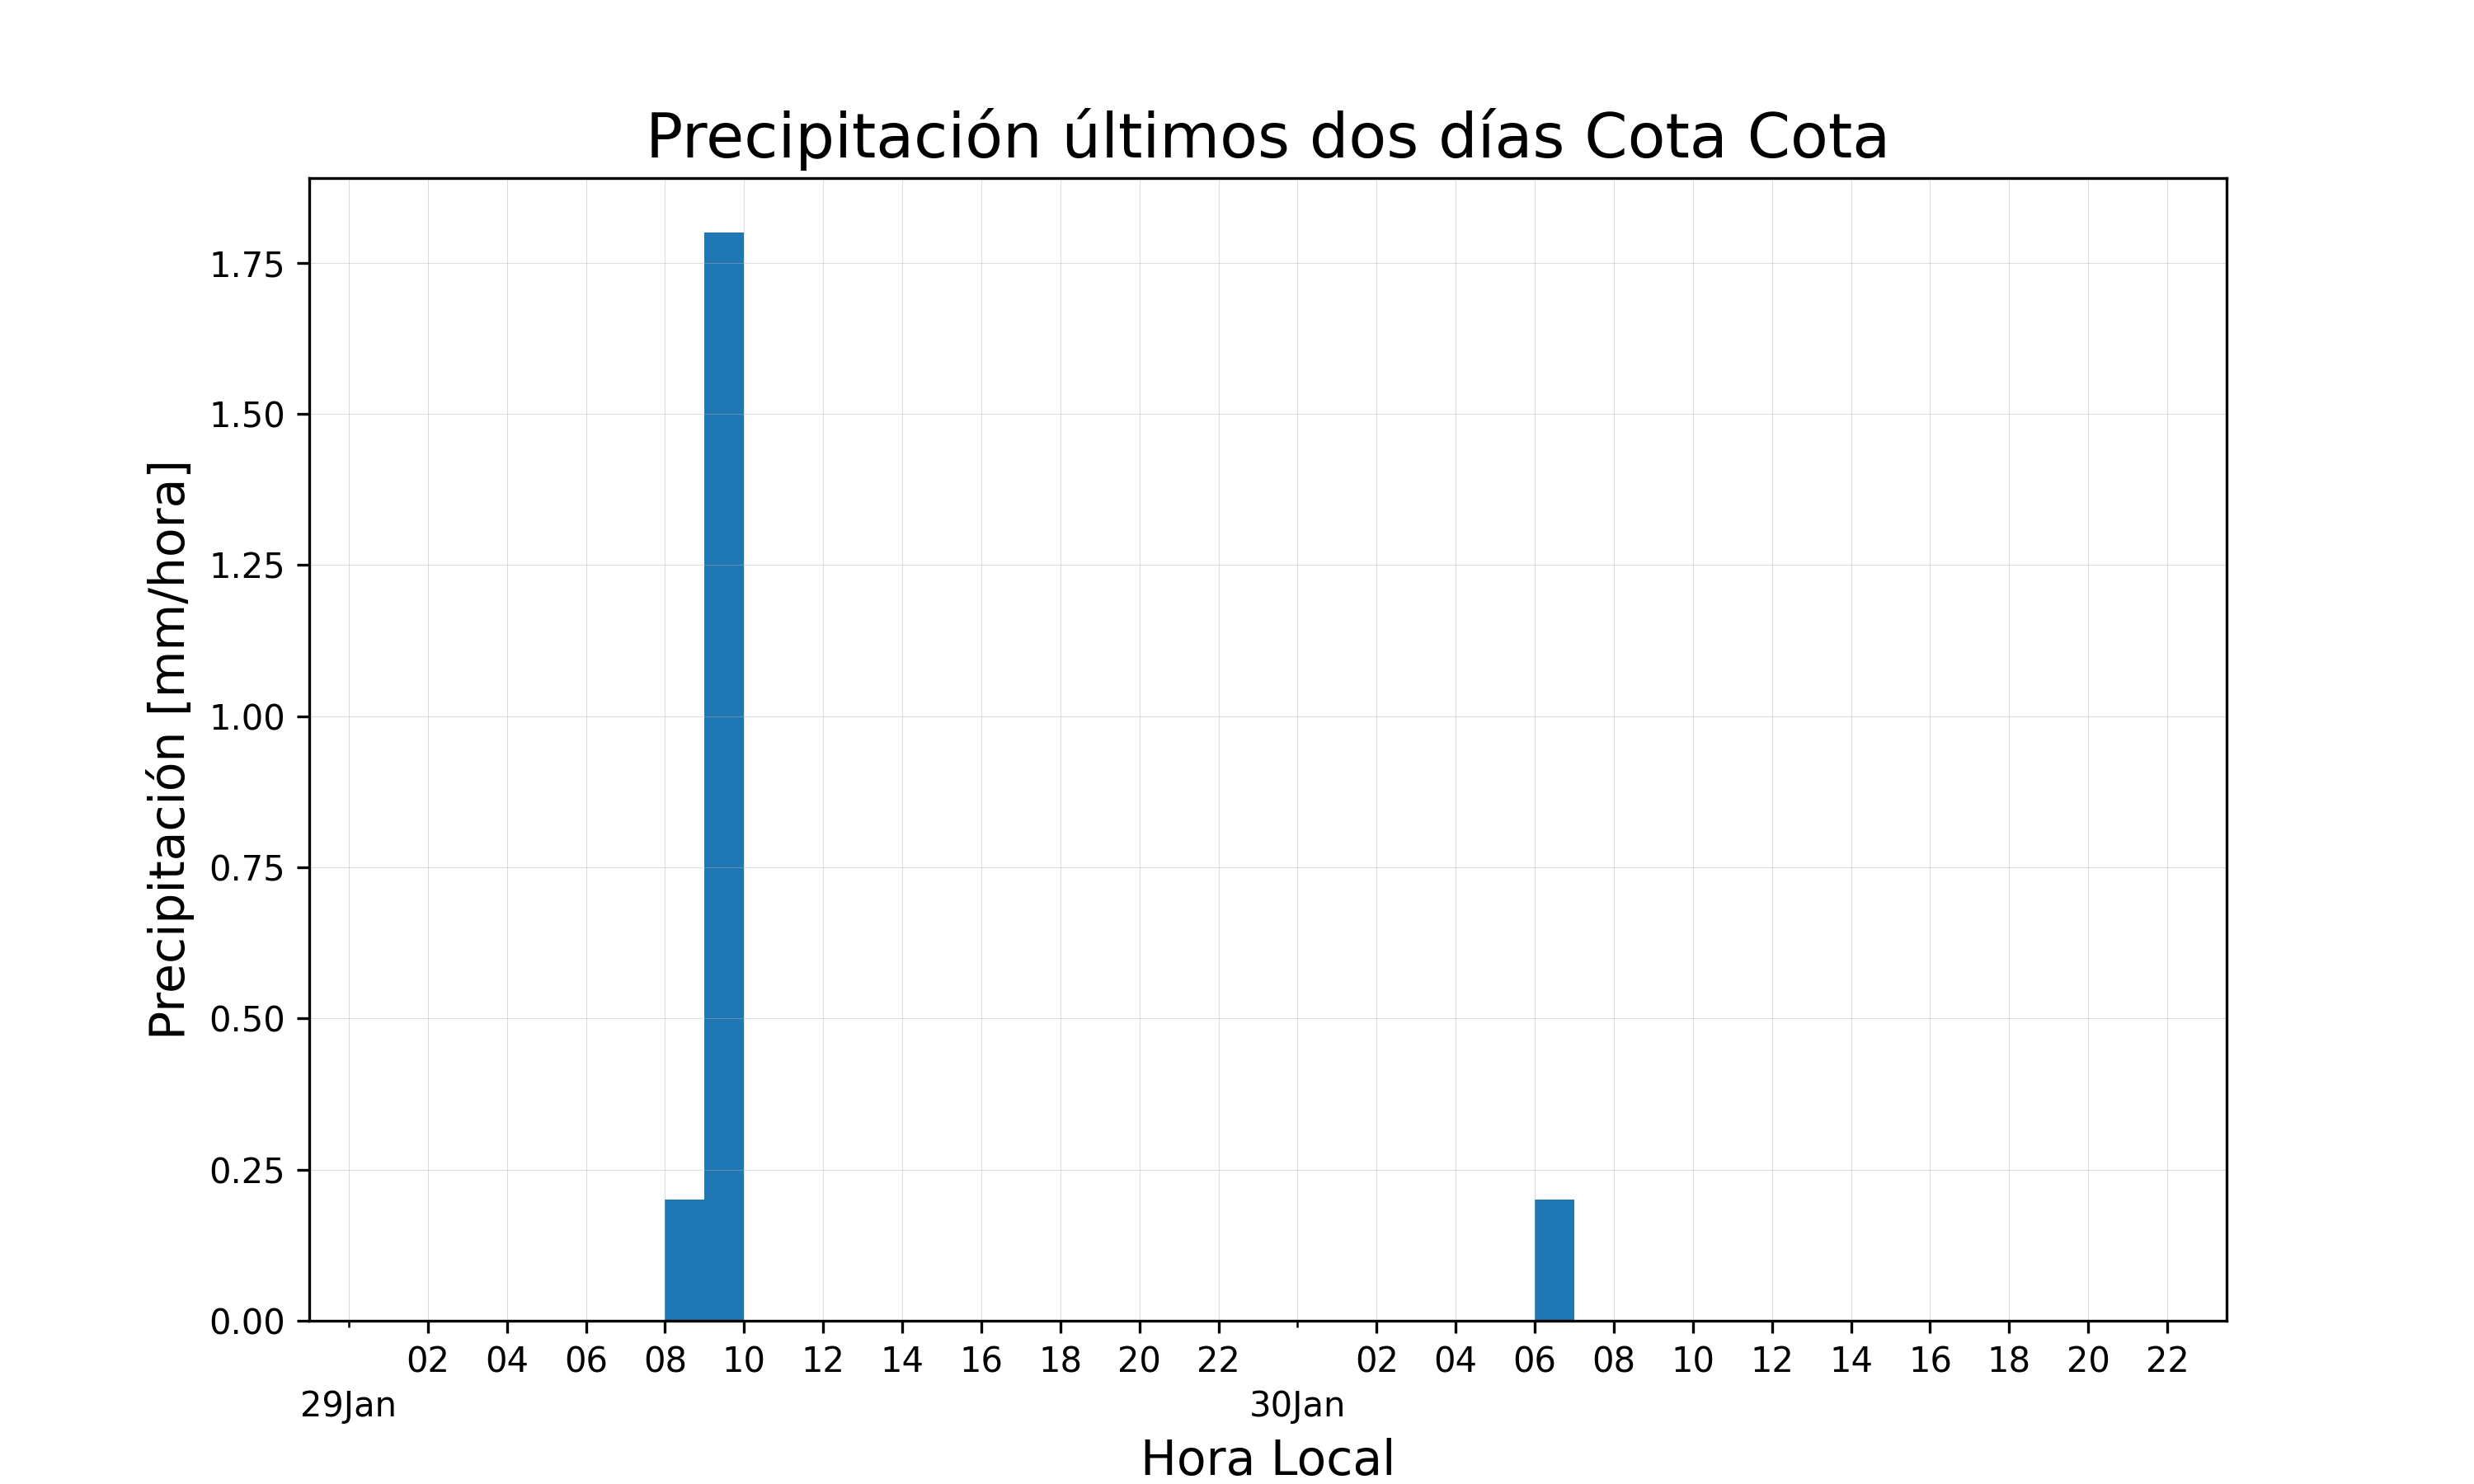 Precipitación últimos dos días Cota Cota
Precipitación [mm/hora]
1.75
1.50
1.25
1.00
0.75
0.50
0.25
0.00
02 04 06 08 10 12 14 16 18 20 22 02 04 06 08 10 12 14 16 18 20 22
29Jan 30Jan
Hora Local